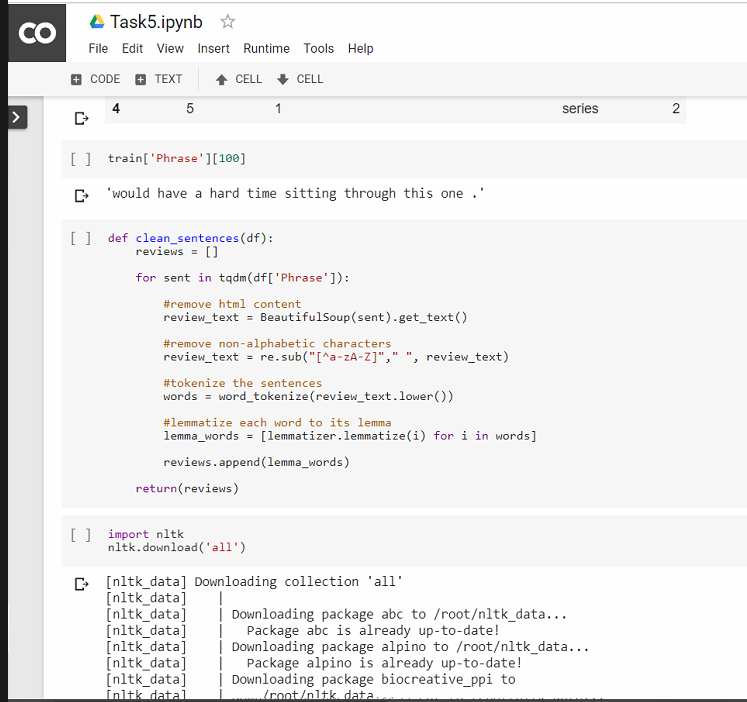 CO
Task5.ipynb
File Edit View Insert Runtime Tools Help
CODE TEXT CELL CELL
4 5 1 series 2
[ ] train['Phrase'][100]
'would have a hard time sitting through this one .'
[ ] def clean_sentences(df):
reviews = []
for sent in tqdm(df['Phrase']):
#remove html content
review_text = BeautifulSoup(sent).get_text()
#remove non-alphabetic characters
review_text = re.sub("[^a-zA-Z]"," ", review_text)
#tokenize the sentences
words = word_tokenize(review_text.lower())
#lemmatize each word to its lemma
lemma_words = [lemmatizer.lemmatize(i) for i in words]
reviews.append(lemma_words)
return(reviews)
[ ] import nltk
nltk.download('all')
[nltk_data] Downloading collection 'all'
[nltk_data] |
[nltk_data] | Downloading package abc to /root/nltk_data...
[nltk_data] | Package abc is already up-to-date!
[nltk_data] | Downloading package alpino to /root/nltk_data...
[nltk_data] | Package alpino is already up-to-date!
[nltk_data] | Downloading package biocreative_ppi to
[nltk_data] | /root/nltk_data...